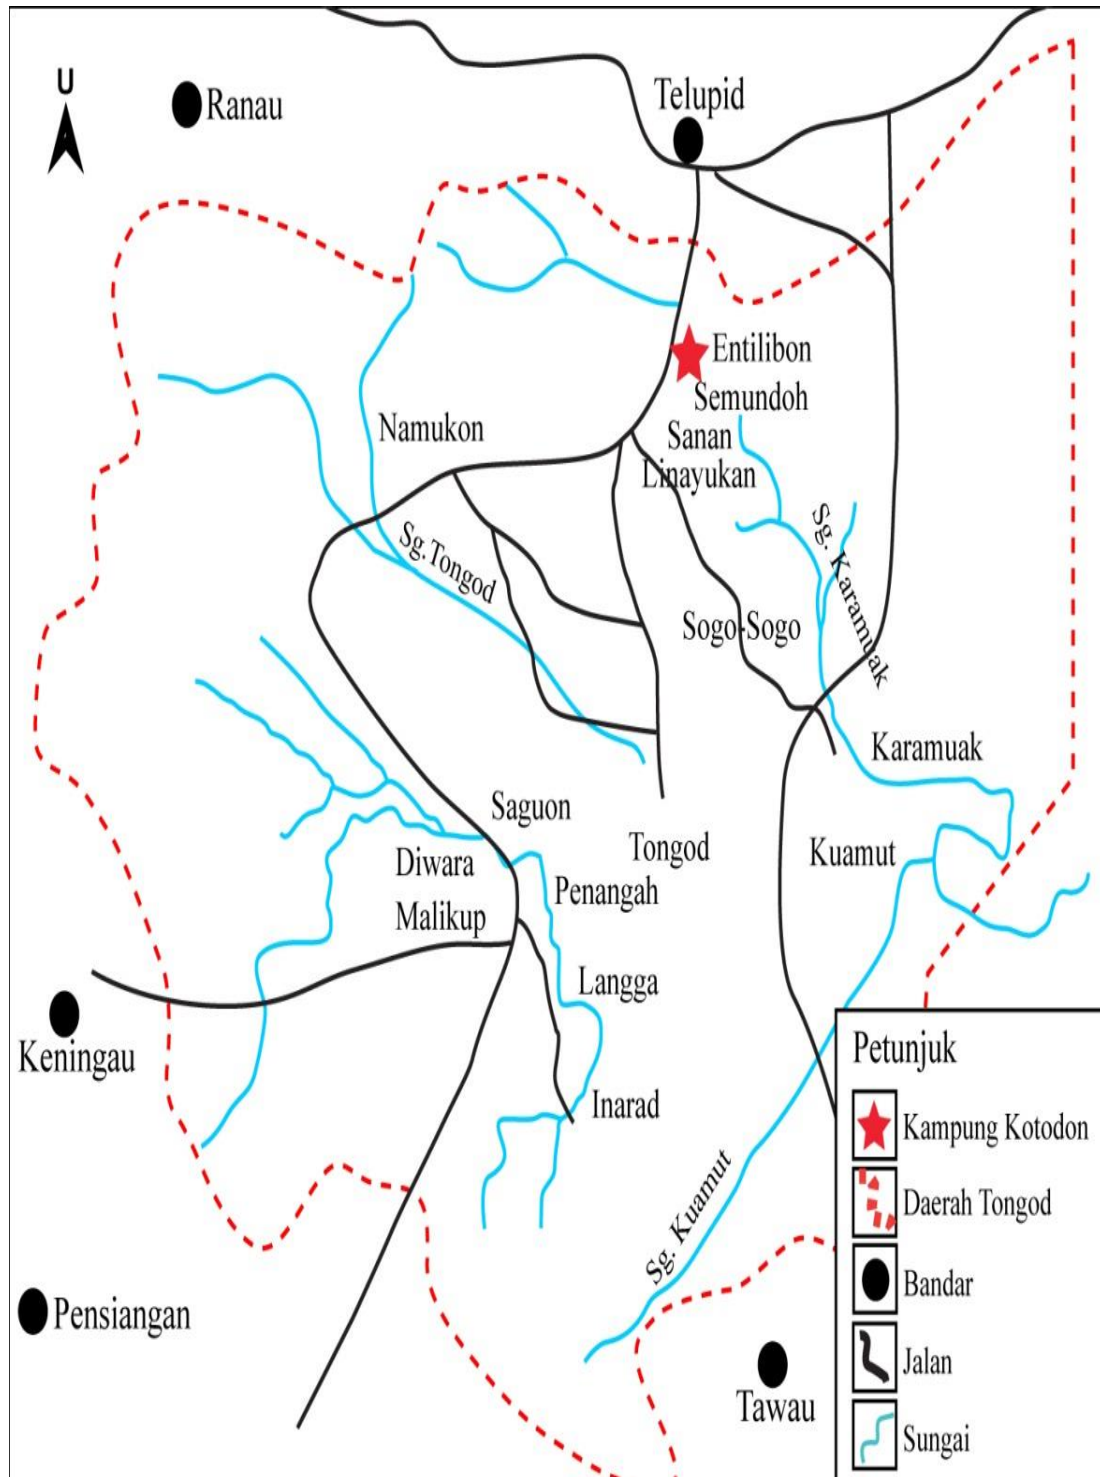 U
Ranau
Telupid
Entilibon
Semundoh
Namukon
Sanan
Linayukan
Sg.Tongod
Sg. Karamuak
Sogo-Sogo
Karamuak
Saguon
Tongod
Kuamut
Diwara
Penangah
Malikup
Langga
Keningau
Inarad
Sg. Kuamut
Pensiangan
Tawau
Petunjuk
Kampung Kotodon
Daerah Tongod
Bandar
Jalan
Sungai